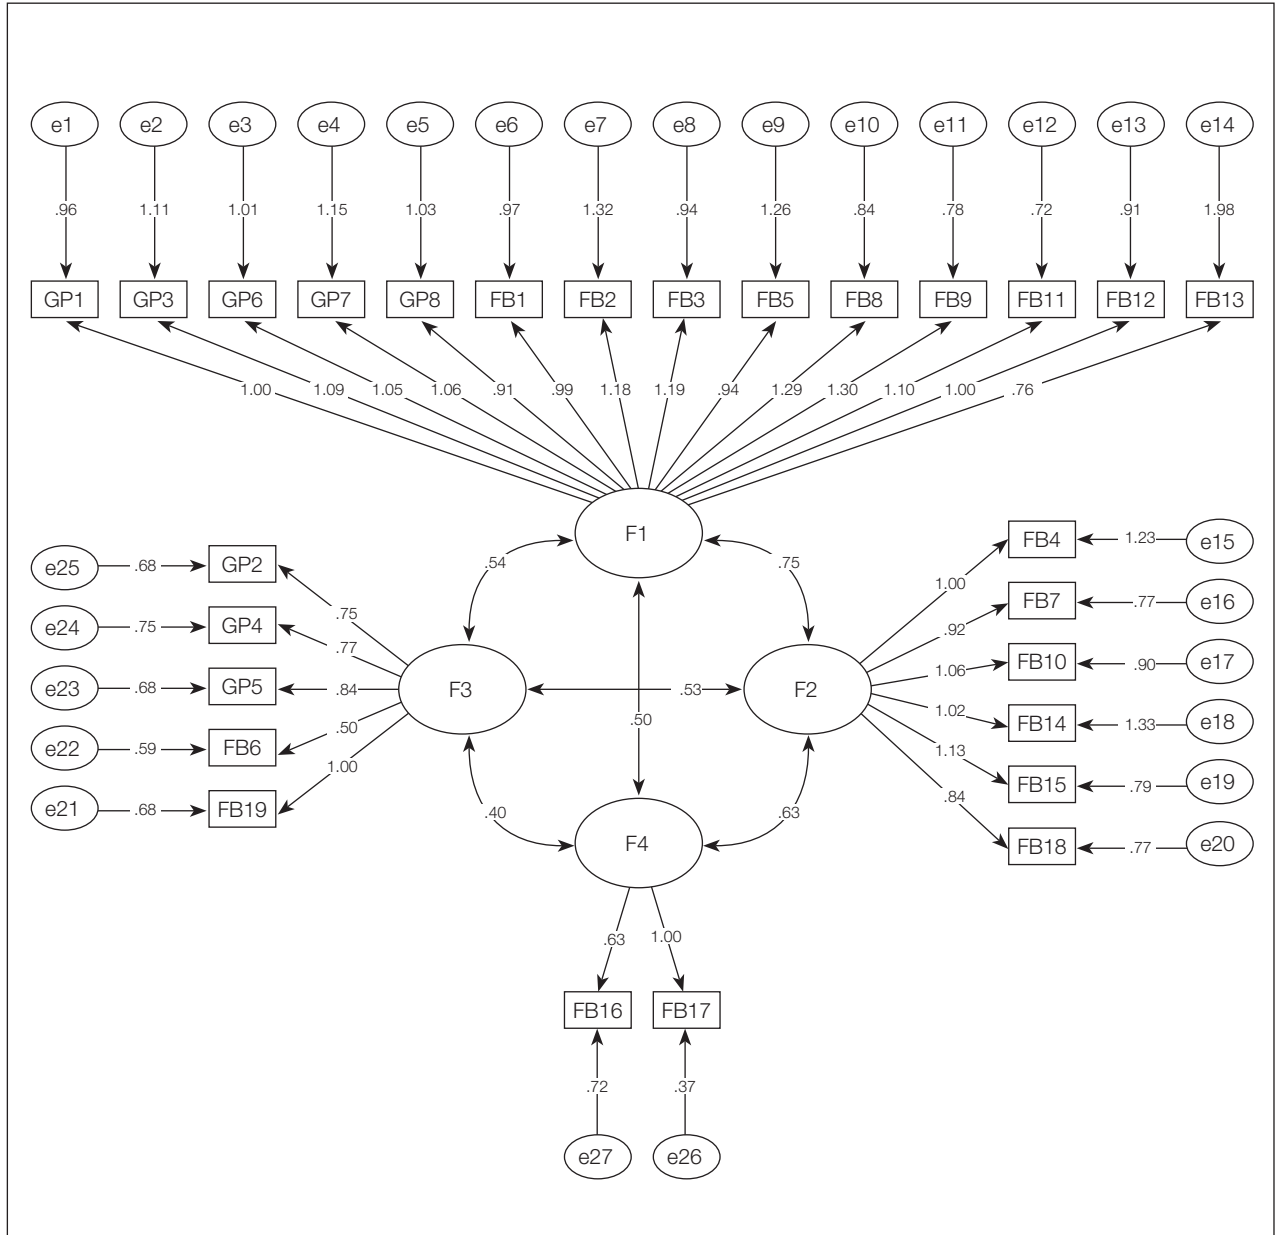 e1 e2 e3 e4 e5 e6 e7 e8 e9 e10 e11 e12 e13 e14
.96 1.11 1.01 1.15 1.03 .97 1.32 .94 1.26 .84 .78 .72 .91 1.98
GP1 GP3 GP6 GP7 GP8 FB1 FB2 FB3 FB5 FB8 FB9 FB11 FB12 FB13
1.00 1.09 1.05 1.06 .91 .99 1.18 1.19 .94 1.29 1.30 1.10 1.00 .76
F1
.54 .75
e25 .68 GP2 .75
e24 .75 GP4 .77
e23 .68 GP5 .84
e22 .59 FB6 .50
e21 .68 FB19 1.00
F3 .53 F2
.50
1.00 FB4 1.23 e15
.92 FB7 .77 e16
1.06 FB10 .90 e17
1.02 FB14 1.33 e18
1.13 FB15 .79 e19
.84 FB18 .77 e20
.40 .63
F4
.63 1.00
FB16 FB17
.72 .37
e27 e26